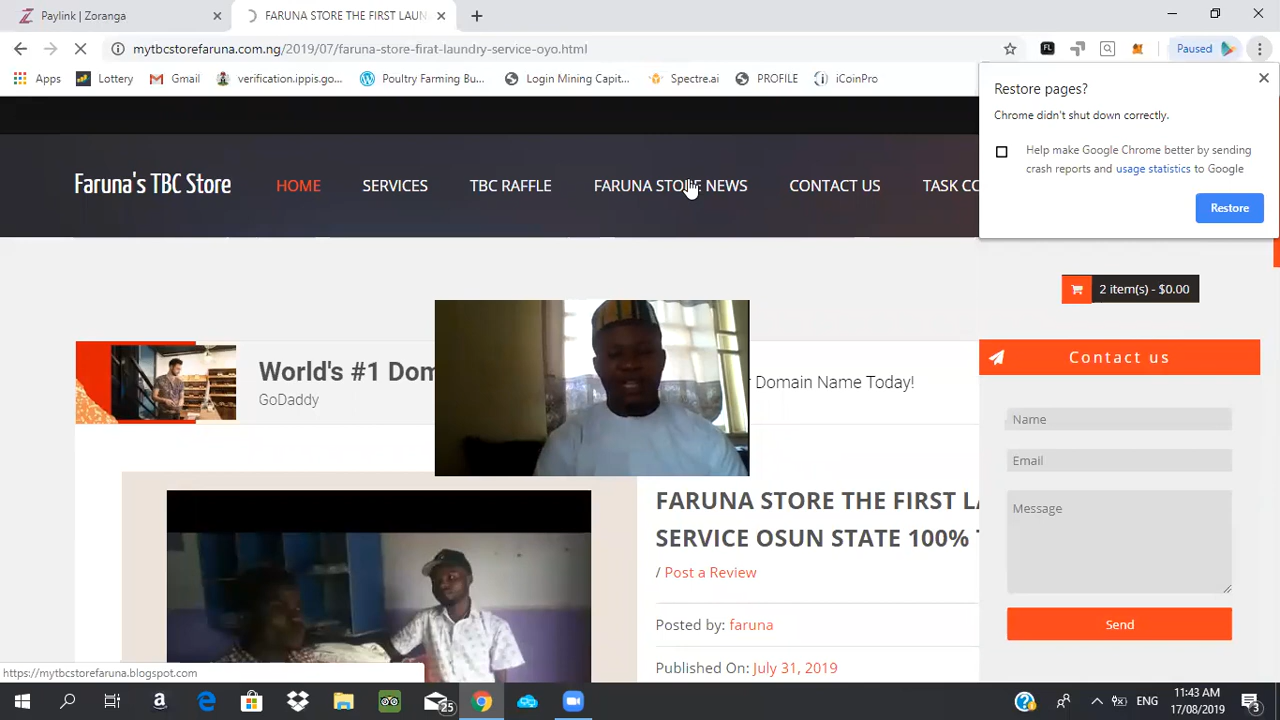 Paylink | Zoranga
FARUNA STORE THE FIRST LAUN
mytbcstorefaruna.com.ng/2019/07/faruna-store-firat-laundry-service-oyo.html
Paused
Apps
Lottery
Gmail
verification.ippis.go...
Poultry Farming Bu...
Login Mining Capit...
Spectre.ai
PROFILE
iCoinPro
Restore pages?
Chrome didn't shut down correctly.
Help make Google Chrome better by sending
crash reports and usage statistics to Google
Restore
Faruna's TBC Store
HOME
SERVICES
TBC RAFFLE
FARUNA STORE NEWS
CONTACT US
TASK CO
2 item(s) - $0.00
World's #1 Dom
Domain Name Today!
GoDaddy
Contact us
Name
Email
Message
Send
FARUNA STORE THE FIRST LA
SERVICE OSUN STATE 100% T
/ Post a Review
Posted by: faruna
Published On: July 31, 2019
https://mytbcstorefaruna.blogspot.com
25
ENG
11:43 AM
17/08/2019
3